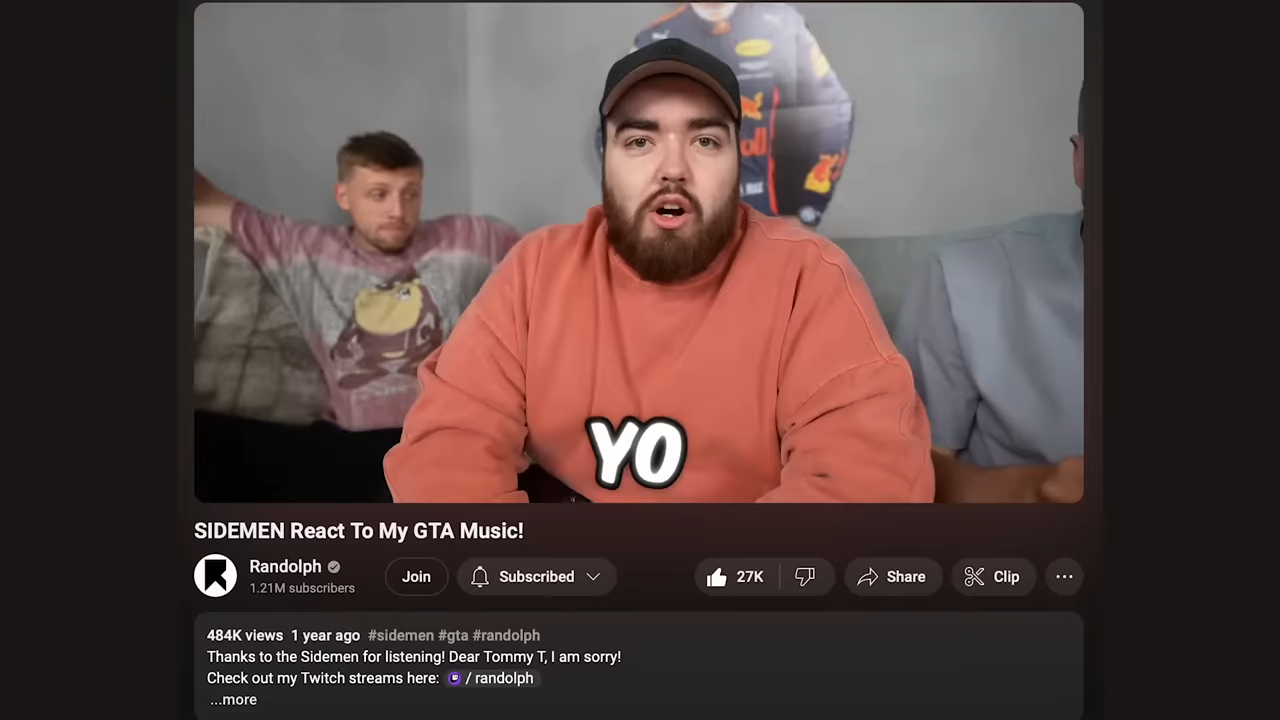 ull
YO
SIDEMEN React To My GTA Music!
Randolph
1.21M subscribers
Join
Subscribed
27K
Share
Clip
484K views 1 year ago #sidemen #gta #randolph
Thanks to the Sidemen for listening! Dear Tommy T, I am sorry!
Check out my Twitch streams here: / randolph
...more